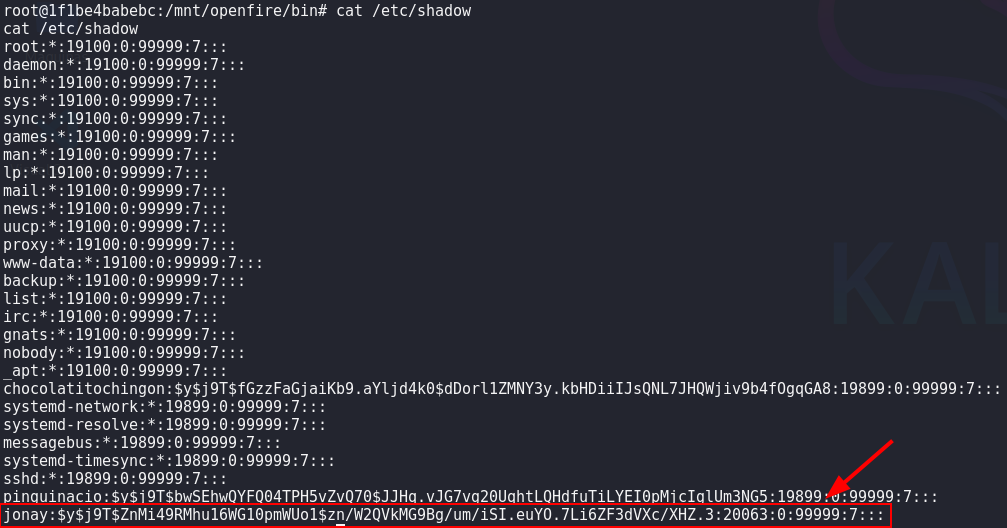 root@1f1be4babebc:/mnt/openfire/bin# cat /etc/shadow
cat /etc/shadow
root:*:19100:0:99999:7:::
daemon:*:19100:0:99999:7:::
bin:*:19100:0:99999:7:::
sys:*:19100:0:99999:7:::
sync:*:19100:0:99999:7:::
games:*:19100:0:99999:7:::
man:*:19100:0:99999:7:::
lp:*:19100:0:99999:7:::
mail:*:19100:0:99999:7:::
news:*:19100:0:99999:7:::
uucp:*:19100:0:99999:7:::
proxy:*:19100:0:99999:7:::
www-data:*:19100:0:99999:7:::
backup:*:19100:0:99999:7:::
list:*:19100:0:99999:7:::
irc:*:19100:0:99999:7:::
gnats:*:19100:0:99999:7:::
nobody:*:19100:0:99999:7:::
_apt:*:19100:0:99999:7:::
chocolatitochingon:$y$j9T$fGzzFaGjaiKb9.aYljd4k0$dDorl1ZMNY3y.kbHDiiIJsQNL7JHQWjiv9b4fOgqGA8:19899:0:99999:7:::
systemd-network:*:19899:0:99999:7:::
systemd-resolve:*:19899:0:99999:7:::
messagebus:*:19899:0:99999:7:::
systemd-timesync:*:19899:0:99999:7:::
sshd:*:19899:0:99999:7:::
pinguinacio:$y$j9T$bwSEhwQYFQ04TPH5vZvQ70$JJHq.vJG7vg20UghtLQHdfuTiLYEI0pMjcIqlUm3NG5:19899:0:99999:7:::
jonay:$y$j9T$ZnMi49RMhu16WG10pmWUo1$zn/W2QVkMG9Bg/um/iSI.euYO.7Li6ZF3dVXc/XHZ.3:20063:0:99999:7:::
KAL